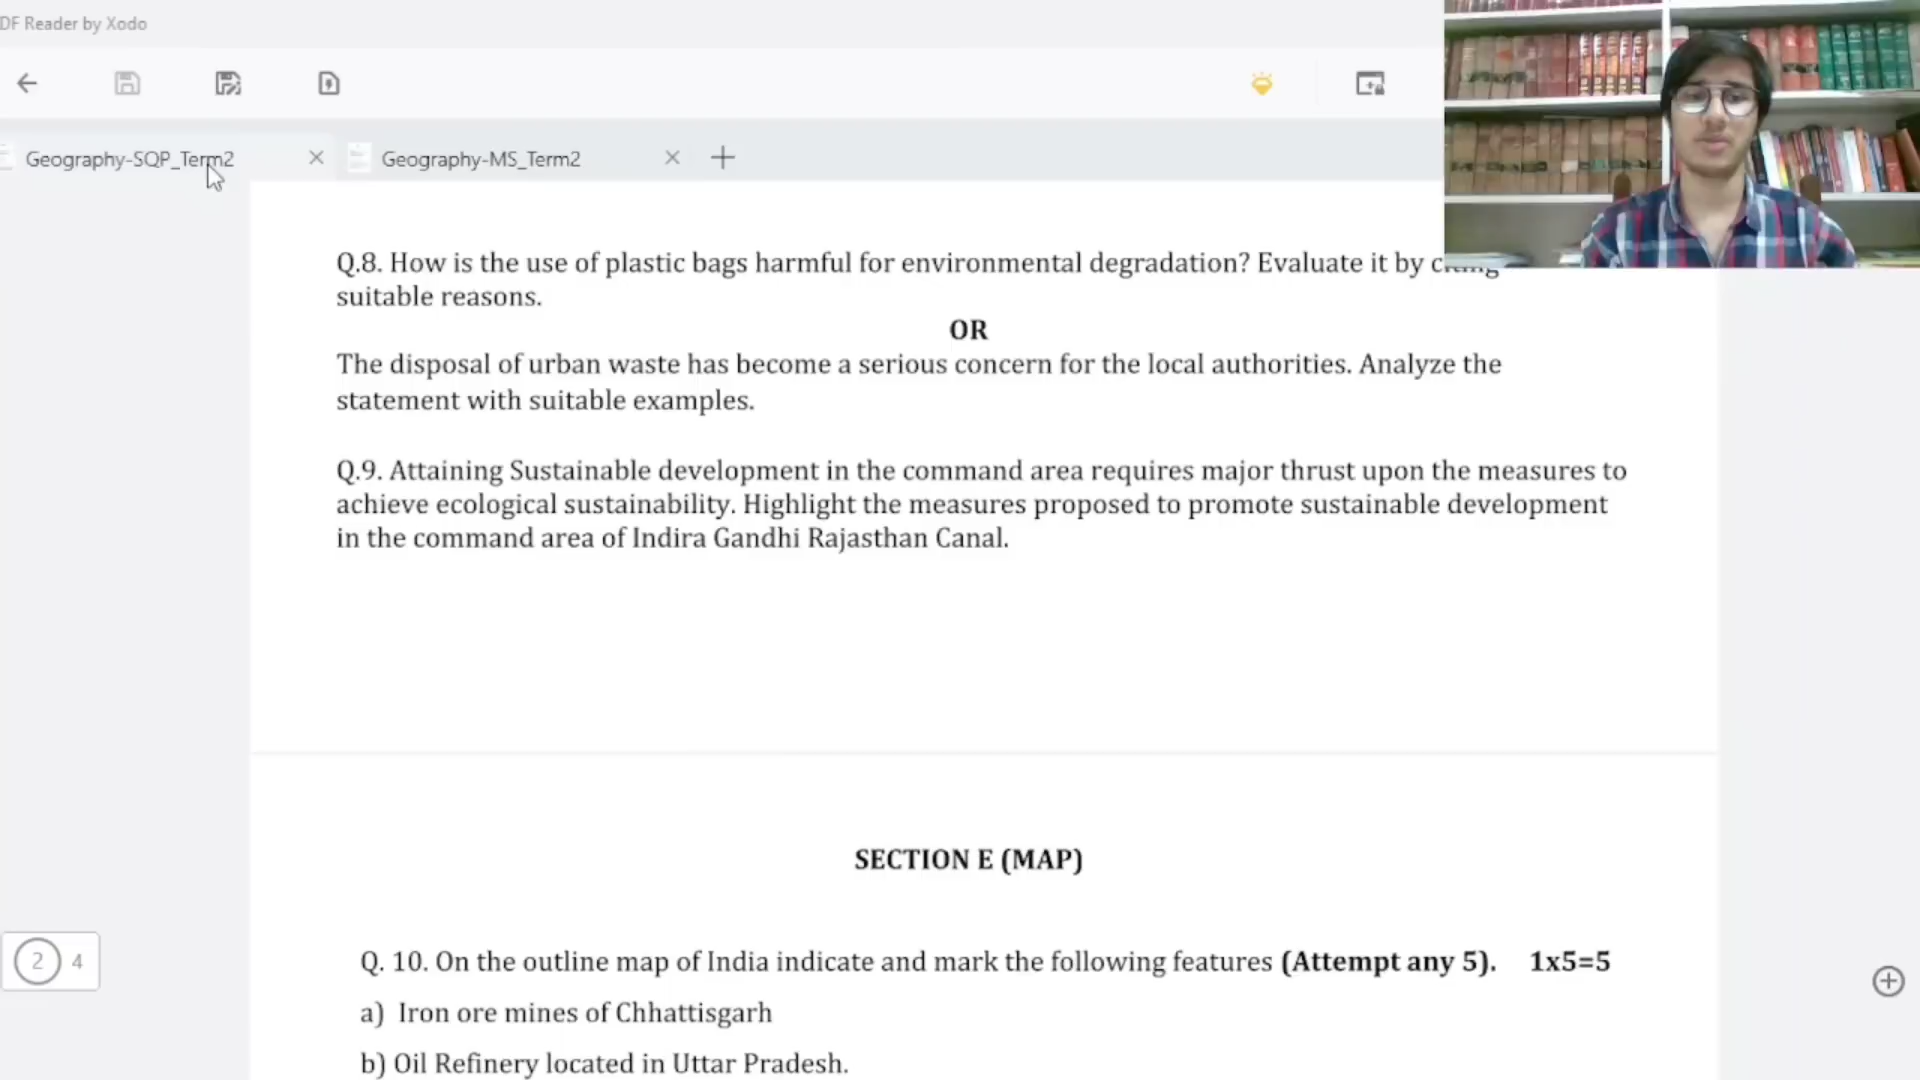 DF Reader by Xodo
Geography-SQP_Term2
Geography-MS_Term2
Q.8. How is the use of plastic bags harmful for environmental degradation? Evaluate it by
suitable reasons.
OR
The disposal of urban waste has become a serious concern for the local authorities. Analyze the
statement with suitable examples.
Q.9. Attaining Sustainable development in the command area requires major thrust upon the measures to
achieve ecological sustainability. Highlight the measures proposed to promote sustainable development
in the command area of Indira Gandhi Rajasthan Canal.
SECTION E (MAP)
Q. 10. On the outline map of India indicate and mark the following features (Attempt any 5). 1x5=5
a) Iron ore mines of Chhattisgarh
b) Oil Refinery located in Uttar Pradesh.
2 4